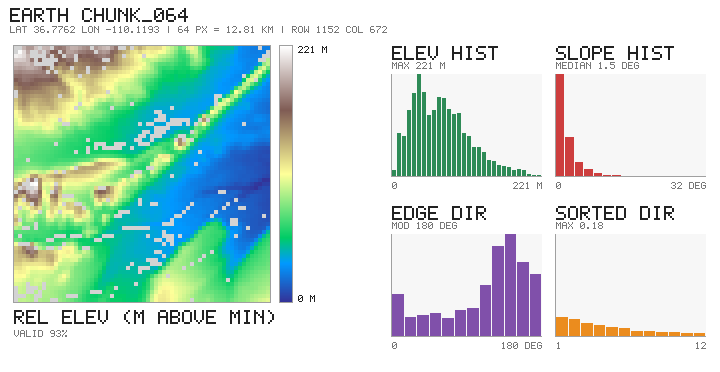 EARTH CHUNK_064
LAT 36.7762 LON -110.1193 | 64 PX = 12.81 KM | ROW 1152 COL 672
221 M
0 M
REL ELEV (M ABOVE MIN)
VALID 93%
ELEV HIST
MAX 221 M
0 221 M
SLOPE HIST
MEDIAN 1.5 DEG
0 32 DEG
EDGE DIR
MOD 180 DEG
0 180 DEG
SORTED DIR
MAX 0.18
1 12